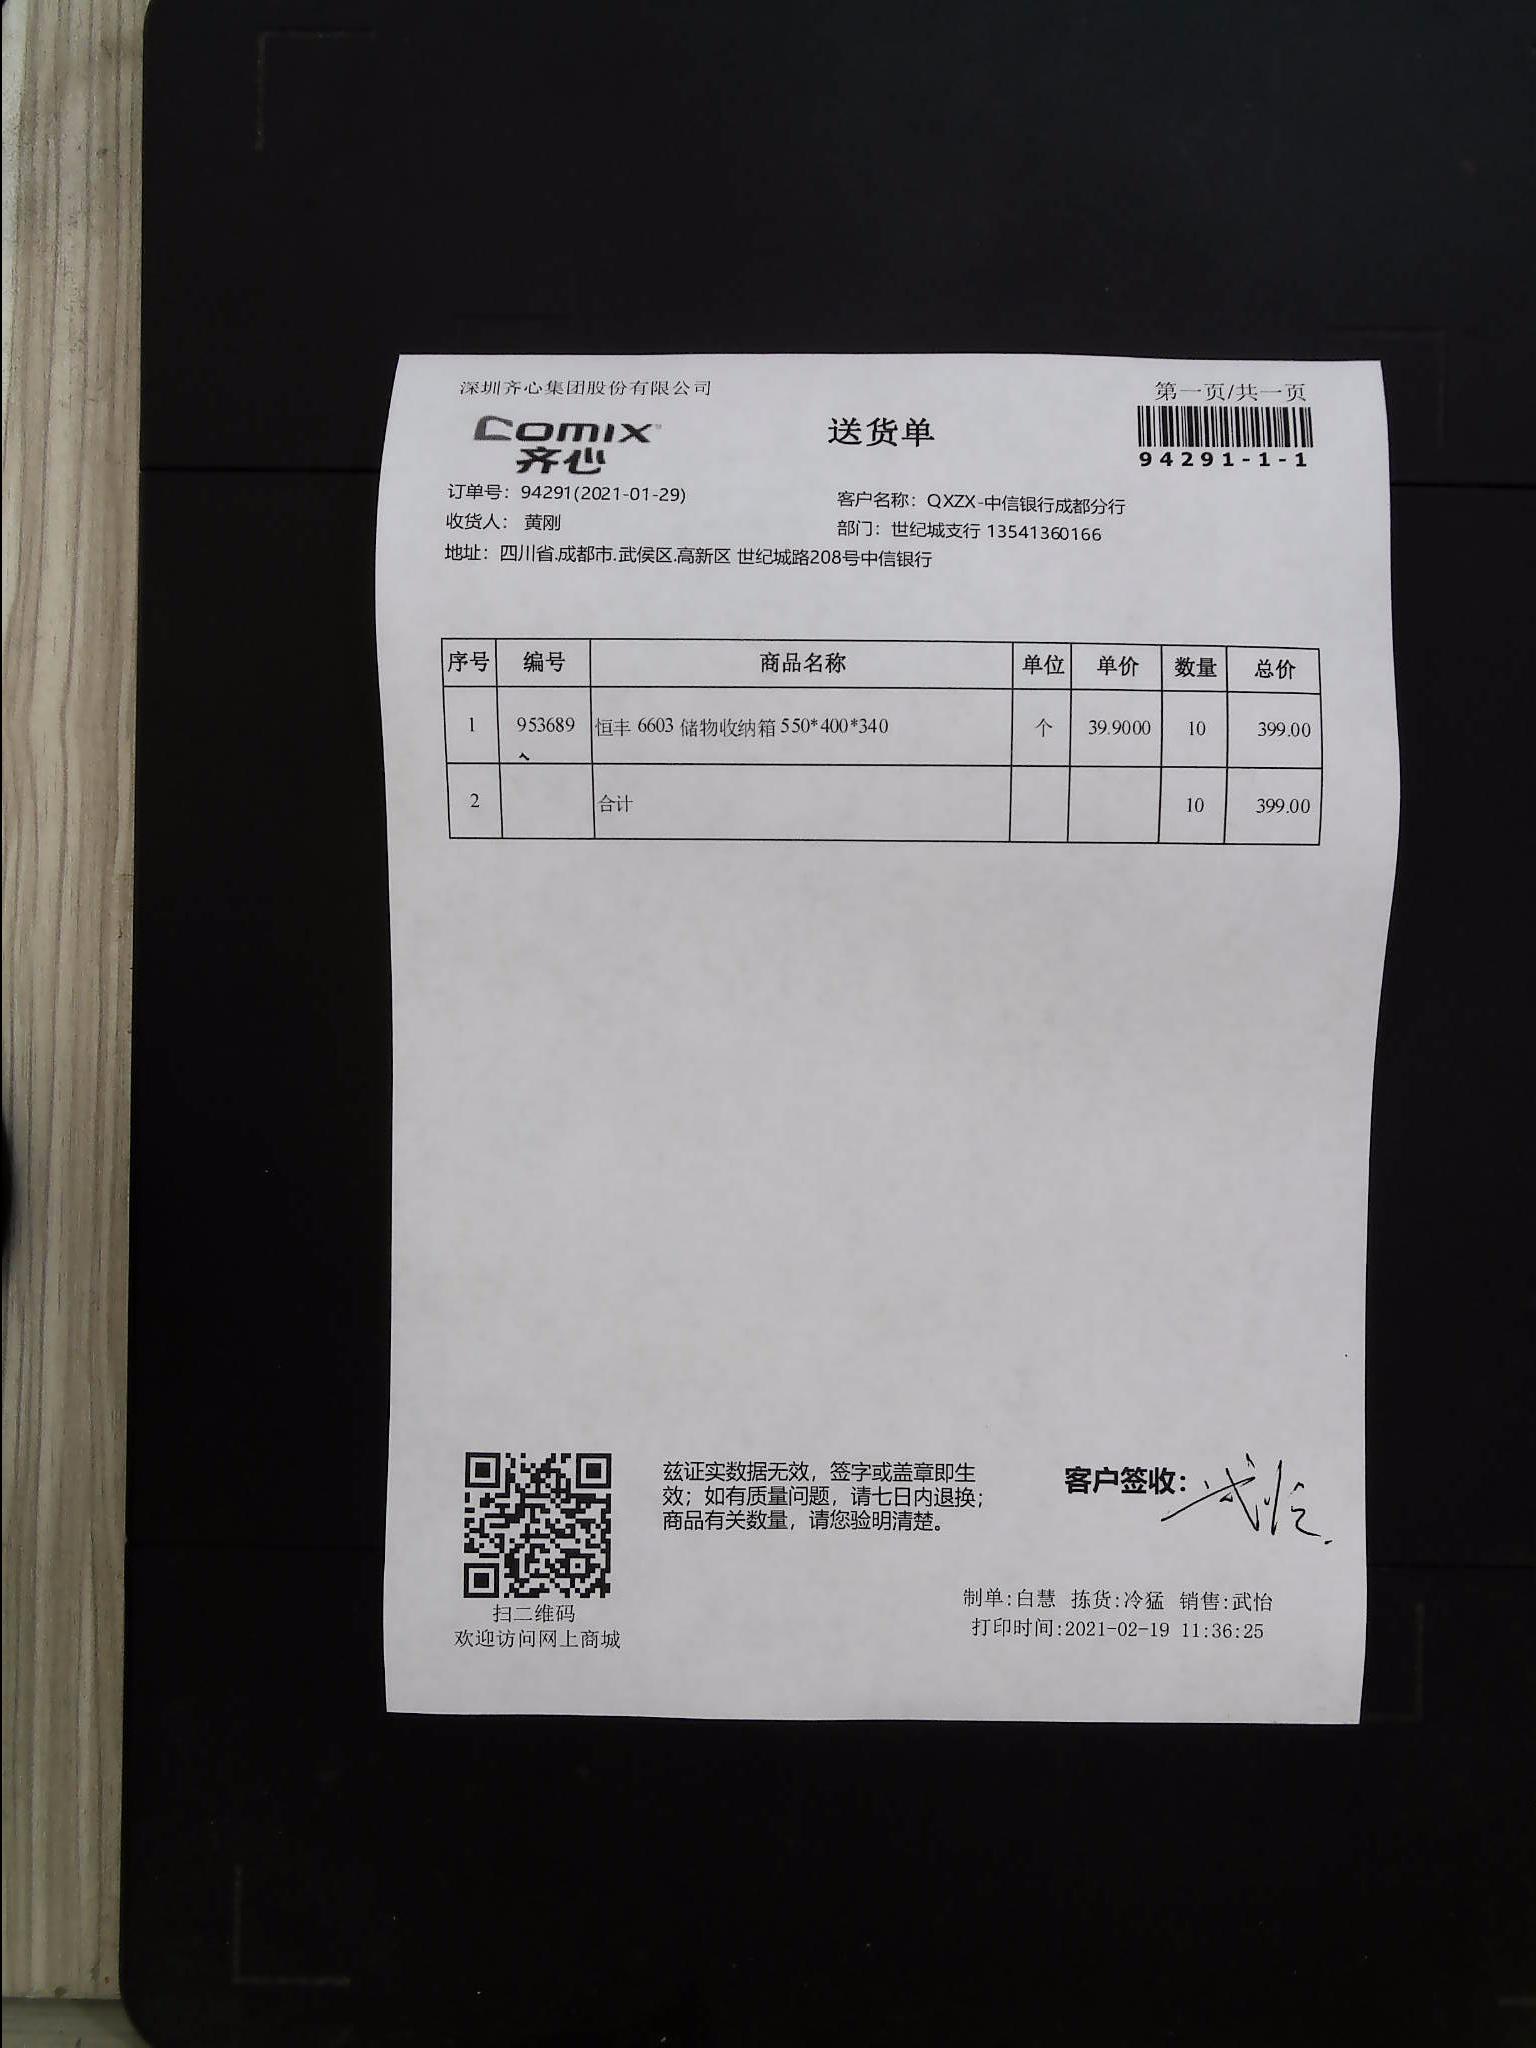 深圳齐心集团股份有限公司
第一页/共一页
comix
齐心
送货单
94291-1-1
订单号：94291(2021-01-29)
客户名称：QXZX-中信银行成都分行
收货人： 黄刚
部门：世纪城支行 13541360166
地址：四川省.成都市.武侯区.高新区 世纪城路208号中信银行
序号 编号 商品名称 单位 单价 数量 总价
1 953689 恒丰 6603 储物收纳箱 550*400*340 个 39.9000 10 399.00
2 合计 10 399.00
兹证实数据无效，签字或盖章即生
效；如有质量问题，请七日内退换；
商品有关数量，请您验明清楚。
客户签收：武怡
扫二维码
欢迎访问网上商城
制单:白慧 拣货:冷猛 销售:武怡
打印时间:2021-02-19 11:36:25